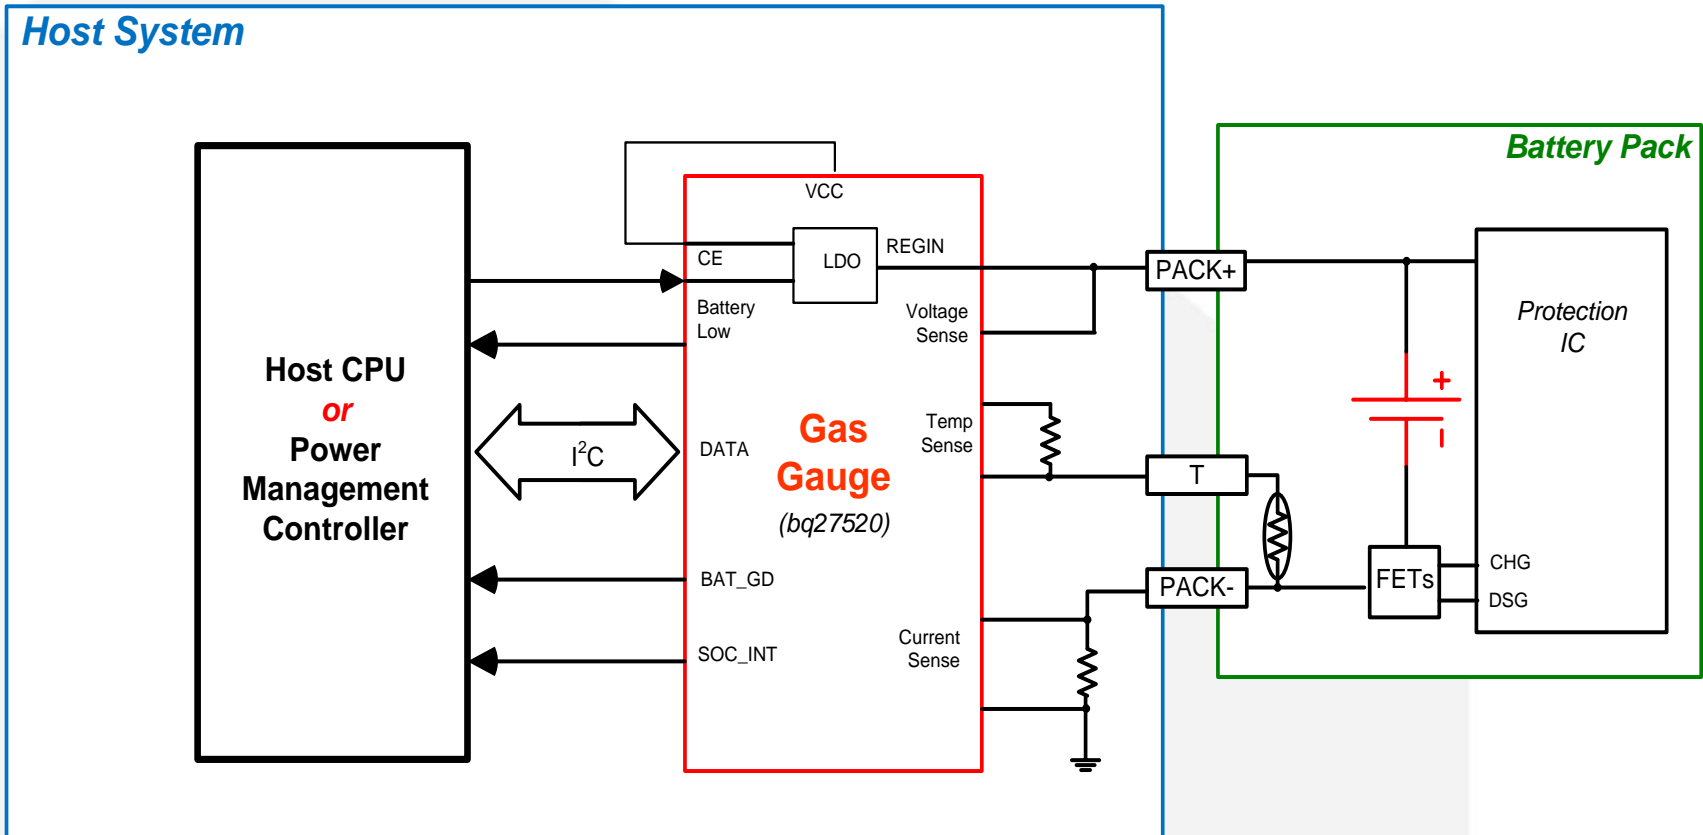 Host System
Battery Pack
VCC
CE
LDO
REGIN
PACK+
Battery
Low
Voltage
Sense
Protection
IC
Host CPU
or
Power
Management
Controller
I²C
DATA
Gas
Gauge
(bq27520)
Temp
Sense
T
+
–
BAT_GD
PACK-
FETs
CHG
DSG
SOC_INT
Current
Sense